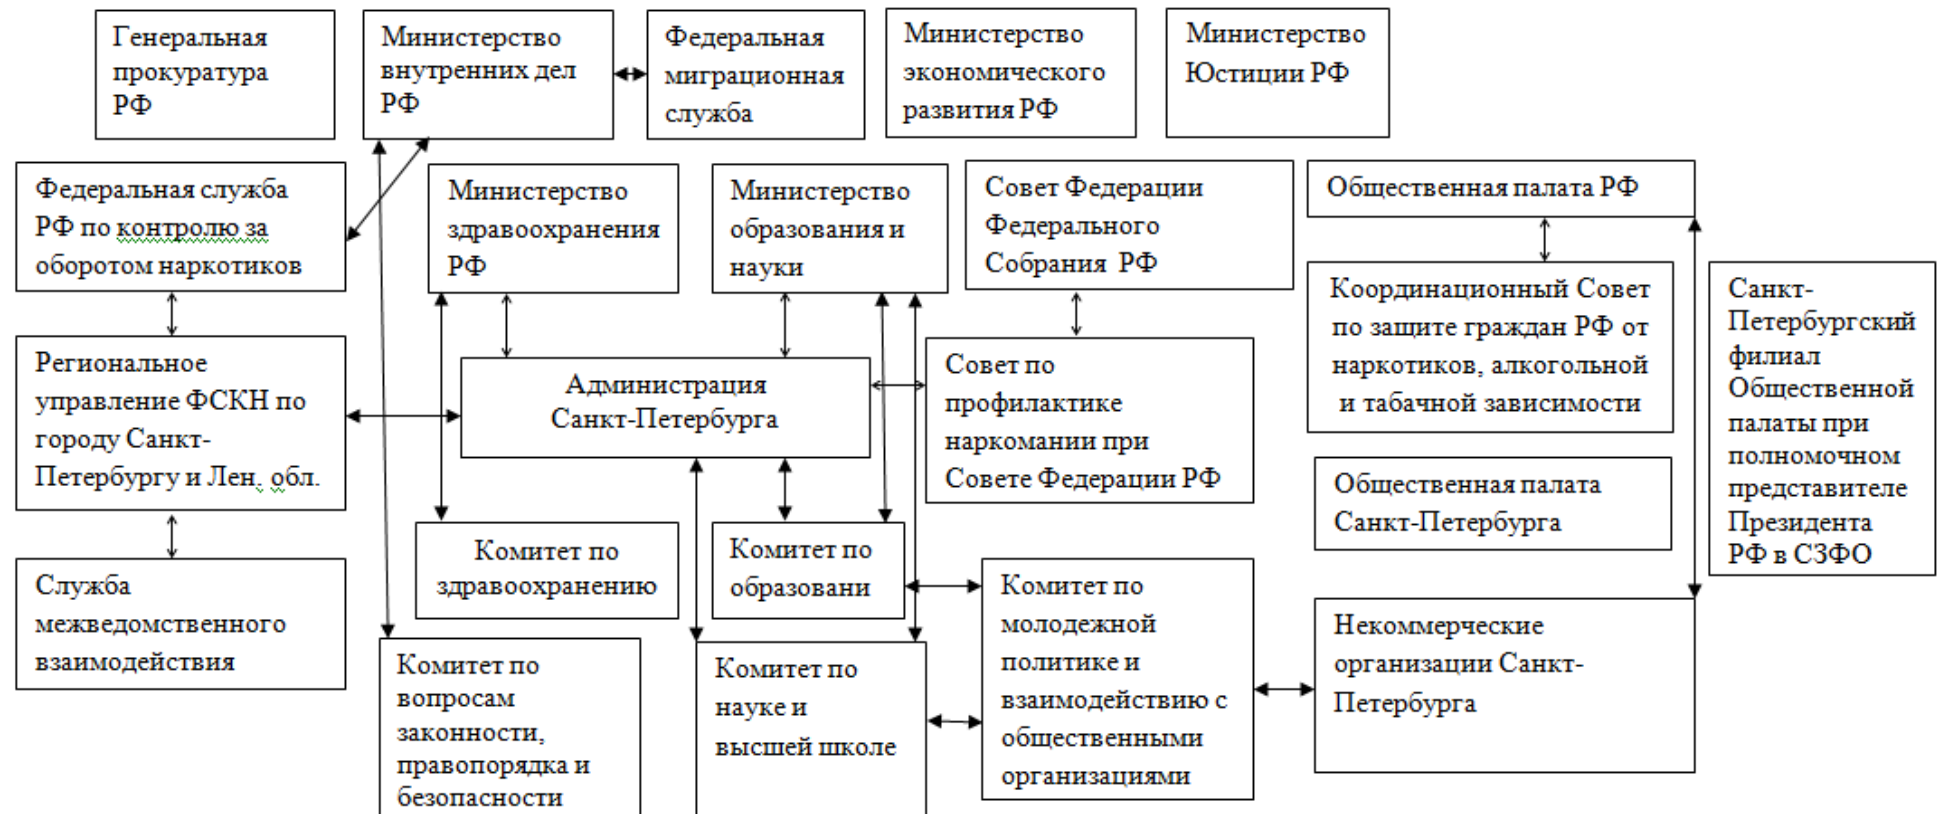 Генеральная
прокуратура
РФ
Министерство
внутренних дел
РФ
Федеральная
миграционная
служба
Министерство
экономического
развития РФ
Министерство
Юстиции РФ
Федеральная служба
РФ по контролю за
оборотом наркотиков
Министерство
здравоохранения
РФ
Министерство
образования и
науки
Совет Федерации
Федерального
Собрания РФ
Общественная палата РФ
Координационный Совет
по защите граждан РФ от
наркотиков, алкогольной
и табачной зависимости
Санкт-
Петербургский
филиал
Общественной
палаты при
полномочном
представителе
Президента
РФ в СЗФО
Региональное
управление ФСКН по
городу Санкт-
Петербургу и Лен. обл.
Администрация
Санкт-Петербурга
Совет по
профилактике
наркомании при
Совете Федерации РФ
Общественная палата
Санкт-Петербурга
Служба
межведомственного
взаимодействия
Комитет по
здравоохранению
Комитет по
образовани
Комитет по
молодежной
политике и
взаимодействию с
общественными
организациями
Некоммерческие
организации Санкт-
Петербурга
Комитет по
вопросам
законности,
правопорядка и
безопасности
Комитет по
науке и
высшей школе